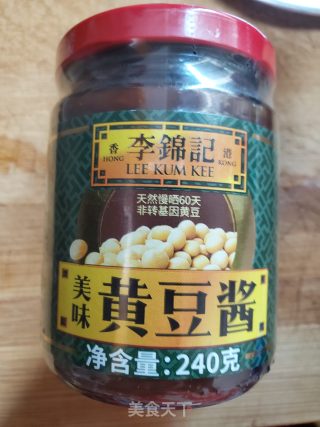 香 李錦記 港
HONG LEE KUM KEE KONG
天然慢晒60天
非转基因黄豆
美味 黄豆酱
净含量:240克
美食天下